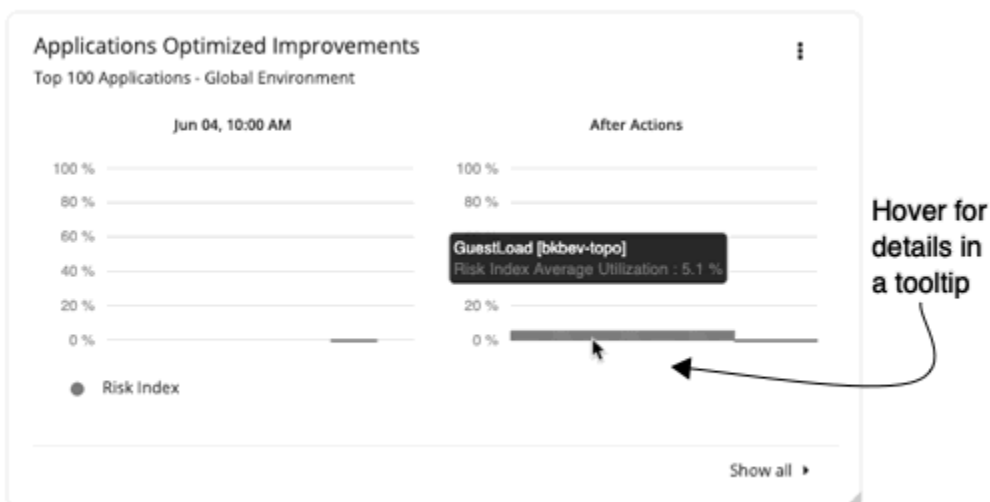 Applications Optimized Improvements
Top 100 Applications - Global Environment
Jun 04, 10:00 AM
100 %
80 %
60 %
40 %
20 %
0 %
Risk Index
After Actions
100 %
80 %
GuestLoad [bkbev-topo]
Risk Index Average Utilization : 5.1 %
20 %
0 %
Show all
Hover for
details in
a tooltip